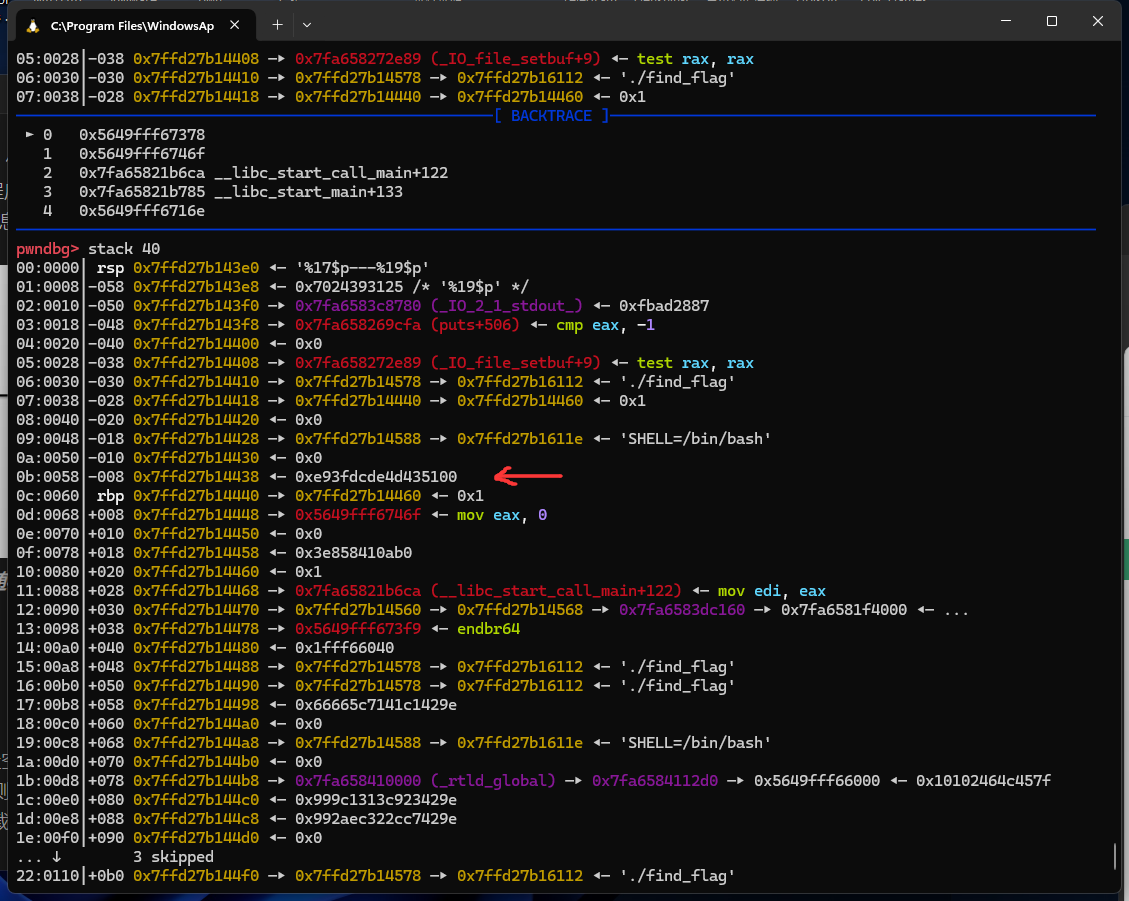 C:\Program Files\WindowsAp
05:0028│-038 0x7ffd27b14408 —▸ 0x7fa658272e89 (_IO_file_setbuf+9) ◂— test rax, rax
06:0030│-030 0x7ffd27b14410 —▸ 0x7ffd27b14578 —▸ 0x7ffd27b16112 ◂— './find_flag'
07:0038│-028 0x7ffd27b14418 —▸ 0x7ffd27b14440 —▸ 0x7ffd27b14460 ◂— 0x1
[ BACKTRACE ]
► 0 0x5649fff67378
1 0x5649fff6746f
2 0x7fa65821b6ca __libc_start_call_main+122
3 0x7fa65821b785 __libc_start_main+133
4 0x5649fff6716e
pwndbg> stack 40
00:0000│ rsp 0x7ffd27b143e0 ◂— '%17$p---%19$p'
01:0008│-058 0x7ffd27b143e8 ◂— 0x7024393125 /* '%19$p' */
02:0010│-050 0x7ffd27b143f0 —▸ 0x7fa6583c8780 (_IO_2_1_stdout_) ◂— 0xfbad2887
03:0018│-048 0x7ffd27b143f8 —▸ 0x7fa658269cfa (puts+506) ◂— cmp eax, -1
04:0020│-040 0x7ffd27b14400 ◂— 0x0
05:0028│-038 0x7ffd27b14408 —▸ 0x7fa658272e89 (_IO_file_setbuf+9) ◂— test rax, rax
06:0030│-030 0x7ffd27b14410 —▸ 0x7ffd27b14578 —▸ 0x7ffd27b16112 ◂— './find_flag'
07:0038│-028 0x7ffd27b14418 —▸ 0x7ffd27b14440 —▸ 0x7ffd27b14460 ◂— 0x1
08:0040│-020 0x7ffd27b14420 ◂— 0x0
09:0048│-018 0x7ffd27b14428 —▸ 0x7ffd27b14588 —▸ 0x7ffd27b1611e ◂— 'SHELL=/bin/bash'
0a:0050│-010 0x7ffd27b14430 ◂— 0x0
0b:0058│-008 0x7ffd27b14438 ◂— 0xe93fdcde4d435100
0c:0060│ rbp 0x7ffd27b14440 —▸ 0x7ffd27b14460 ◂— 0x1
0d:0068│+008 0x7ffd27b14448 —▸ 0x5649fff6746f ◂— mov eax, 0
0e:0070│+010 0x7ffd27b14450 ◂— 0x0
0f:0078│+018 0x7ffd27b14458 ◂— 0x3e858410ab0
10:0080│+020 0x7ffd27b14460 ◂— 0x1
11:0088│+028 0x7ffd27b14468 —▸ 0x7fa65821b6ca (__libc_start_call_main+122) ◂— mov edi, eax
12:0090│+030 0x7ffd27b14470 —▸ 0x7ffd27b14560 —▸ 0x7ffd27b14568 —▸ 0x7fa6583dc160 —▸ 0x7fa6581f4000 ◂— ...
13:0098│+038 0x7ffd27b14478 —▸ 0x5649fff673f9 ◂— endbr64
14:00a0│+040 0x7ffd27b14480 ◂— 0x1fff66040
15:00a8│+048 0x7ffd27b14488 —▸ 0x7ffd27b14578 —▸ 0x7ffd27b16112 ◂— './find_flag'
16:00b0│+050 0x7ffd27b14490 —▸ 0x7ffd27b14578 —▸ 0x7ffd27b16112 ◂— './find_flag'
17:00b8│+058 0x7ffd27b14498 ◂— 0x66665c7141c1429e
18:00c0│+060 0x7ffd27b144a0 ◂— 0x0
19:00c8│+068 0x7ffd27b144a8 —▸ 0x7ffd27b14588 —▸ 0x7ffd27b1611e ◂— 'SHELL=/bin/bash'
1a:00d0│+070 0x7ffd27b144b0 ◂— 0x0
1b:00d8│+078 0x7ffd27b144b8 —▸ 0x7fa658410000 (_rtld_global) —▸ 0x7fa6584112d0 —▸ 0x5649fff66000 ◂— 0x10102464c457f
1c:00e0│+080 0x7ffd27b144c0 ◂— 0x999c1313c923429e
1d:00e8│+088 0x7ffd27b144c8 ◂— 0x992aec322cc7429e
1e:00f0│+090 0x7ffd27b144d0 ◂— 0x0
... ↓ 3 skipped
22:0110│+0b0 0x7ffd27b144f0 —▸ 0x7ffd27b14578 —▸ 0x7ffd27b16112 ◂— './find_flag'